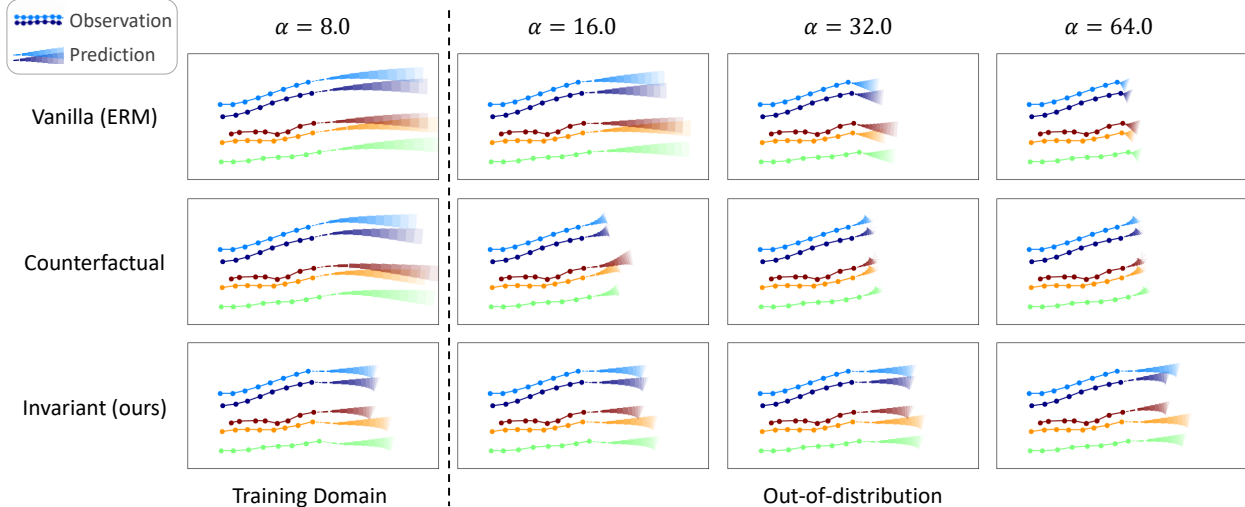 Observation
Prediction
α = 8.0
α = 16.0
α = 32.0
α = 64.0
Vanilla (ERM)
Counterfactual
Invariant (ours)
Training Domain
Out-of-distribution